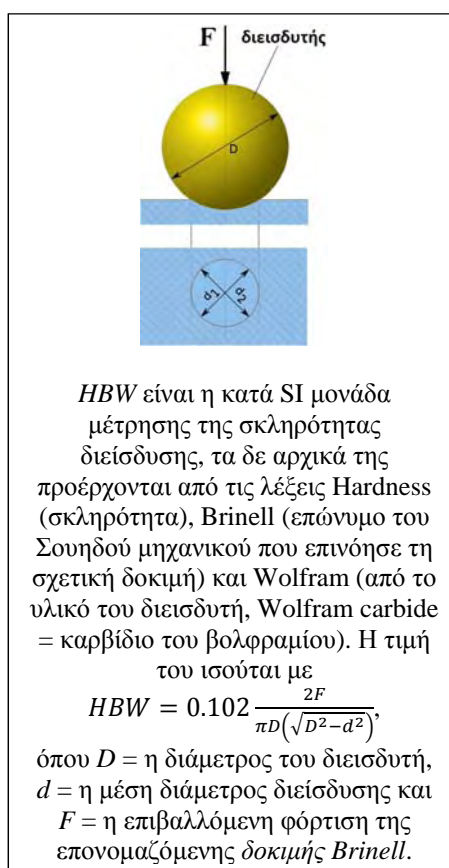 F διεισδυτής
D
d1 d2
HBW είναι η κατά SI μονάδα
μέτρησης της σκληρότητας
διείσδυσης, τα δε αρχικά της
προέρχονται από τις λέξεις Hardness
(σκληρότητα), Brinell (επώνυμο του
Σουηδού μηχανικού που επινόησε τη
σχετική δοκιμή) και Wolfram (από το
υλικό του διεισδυτή, Wolfram carbide
= καρβίδιο του βολφραμίου). Η τιμή
του ισούται με
HBW = 0.102 2F / πD(√D²−d²),
όπου D = η διάμετρος του διεισδυτή,
d = η μέση διάμετρος διείσδυσης και
F = η επιβαλλόμενη φόρτιση της
επονομαζόμενης δοκιμής Brinell.